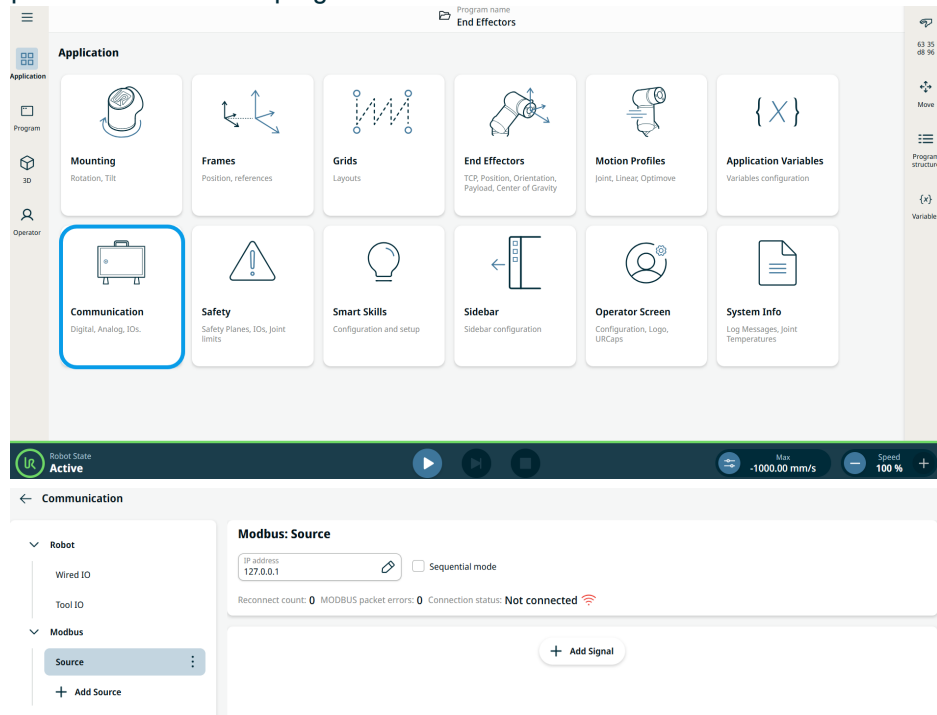 Program name
End Effectors
63 35
d8 96
Application
Application
Move
Program
Program
structure
3D
Variable
Operator
Mounting
Rotation, Tilt
Frames
Position, references
Grids
Layouts
End Effectors
TCP, Position, Orientation,
Payload, Center of Gravity
Motion Profiles
Joint, Linear, Optimove
Application Variables
Variables configuration
Communication
Digital, Analog, IOs.
Safety
Safety Planes, IOs, Joint
limits
Smart Skills
Configuration and setup
Sidebar
Sidebar configuration
Operator Screen
Configuration, Logo,
URCaps
System Info
Log Messages, Joint
Temperatures
Robot State
Active
Max
-1000.00 mm/s
Speed
100 %
Communication
Robot
Wired IO
Tool IO
Modbus
Source
Add Source
Modbus: Source
IP address
127.0.0.1
Sequential mode
Reconnect count: 0 MODBUS packet errors: 0 Connection status: Not connected
Add Signal